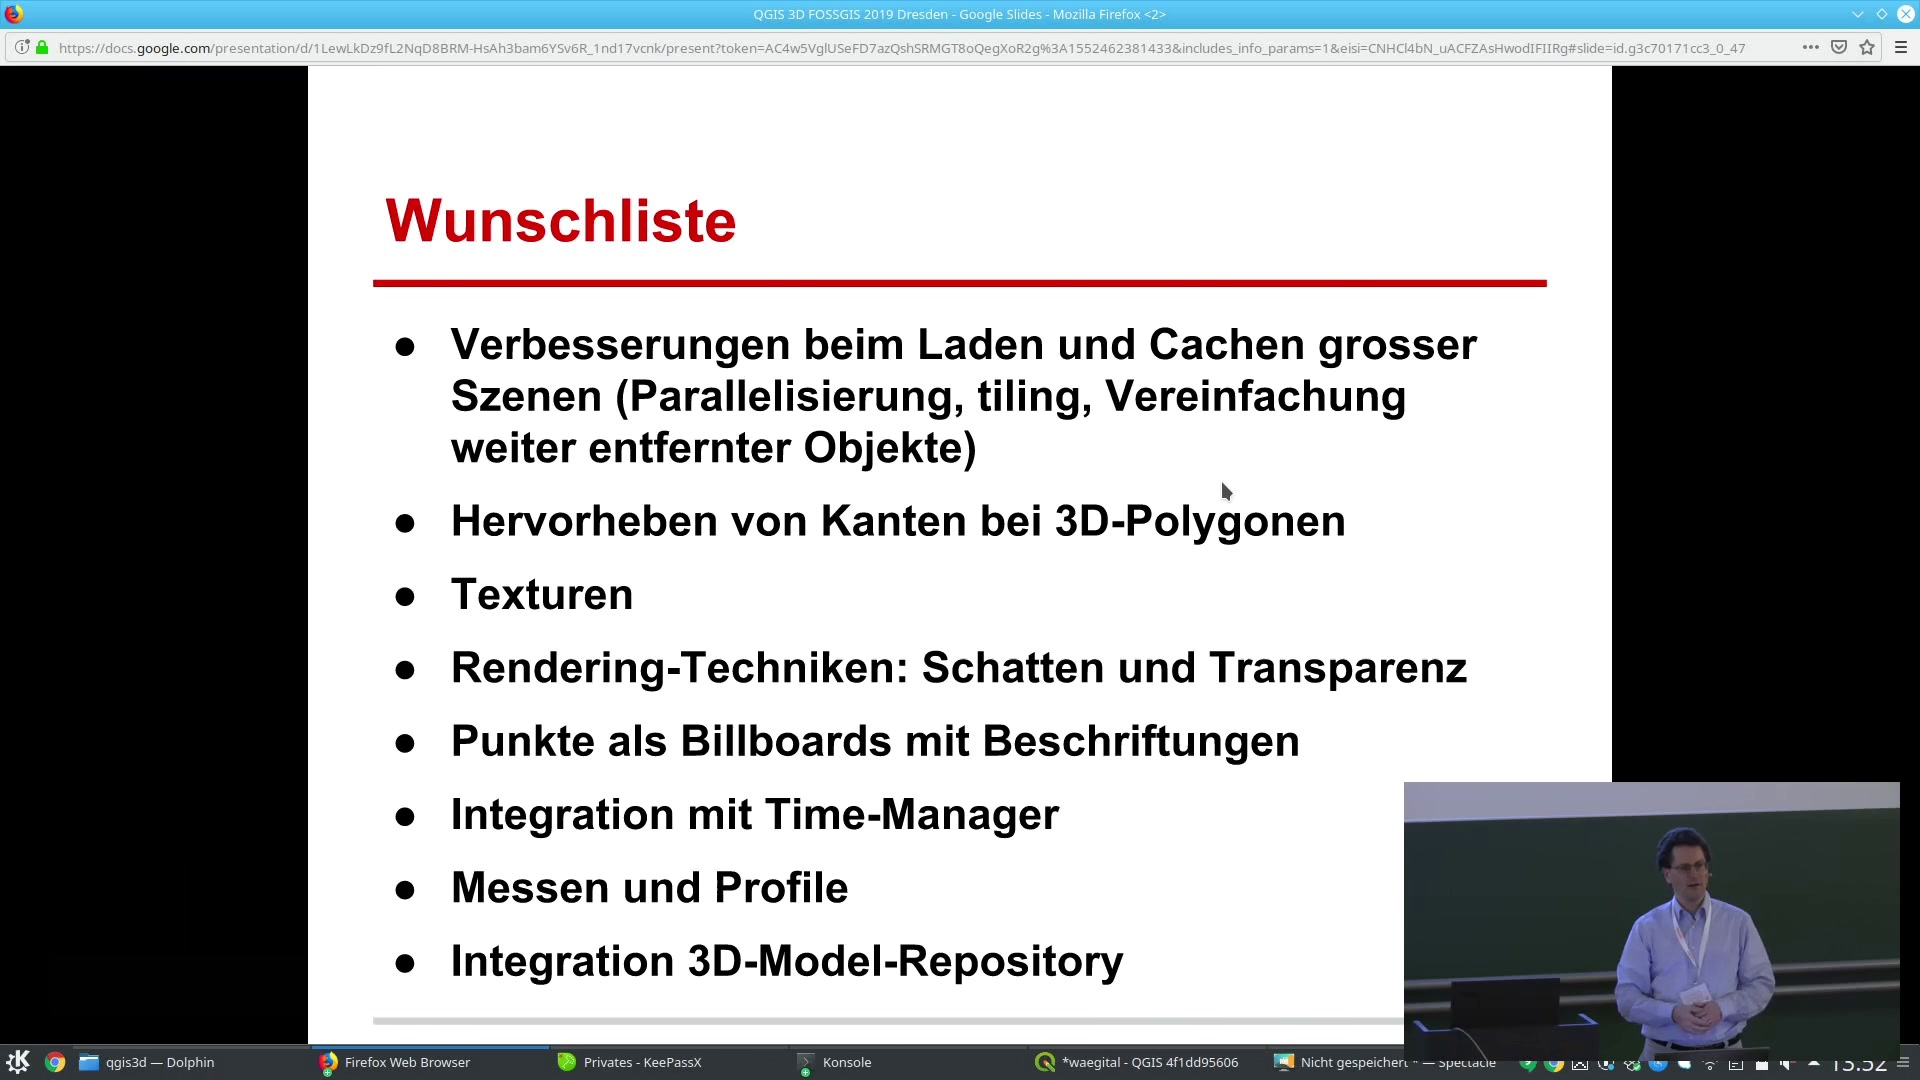 QGIS 3D FOSSGIS 2019 Dresden - Google Slides - Mozilla Firefox <2>
https://docs.google.com/presentation/d/1LewLkDz9fL2NqD8BRM-HsAh3bam6YSv6R_1nd17vcnk/present?token=AC4w5VglUSeFD7azQshSRMGT8oQegXoR2g%3A1552462381433&includes_info_params=1&eisi=CNHCl4bN_uACFZAsHwodIFIIRg#slide=id.g3c70171cc3_0_47
Wunschliste
● Verbesserungen beim Laden und Cachen grosser
Szenen (Parallelisierung, tiling, Vereinfachung
weiter entfernter Objekte)
● Hervorheben von Kanten bei 3D-Polygonen
● Texturen
● Rendering-Techniken: Schatten und Transparenz
● Punkte als Billboards mit Beschriftungen
● Integration mit Time-Manager
● Messen und Profile
● Integration 3D-Model-Repository
qgis3d — Dolphin Firefox Web Browser Privates - KeePassX Konsole *waegital - QGIS 4f1dd95606 Nicht gespeichert * — Spectacle 13:52